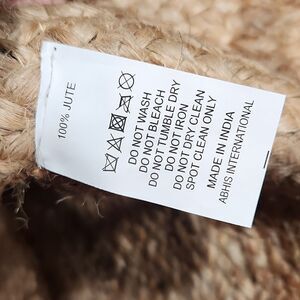 100% JUTE
DO NOT WASH
DO NOT BLEACH
DO NOT TUMBLE DRY
DO NOT IRON
DO NOT DRY CLEAN
SPOT CLEAN ONLY
MADE IN INDIA
ABHIS INTERNATIONAL